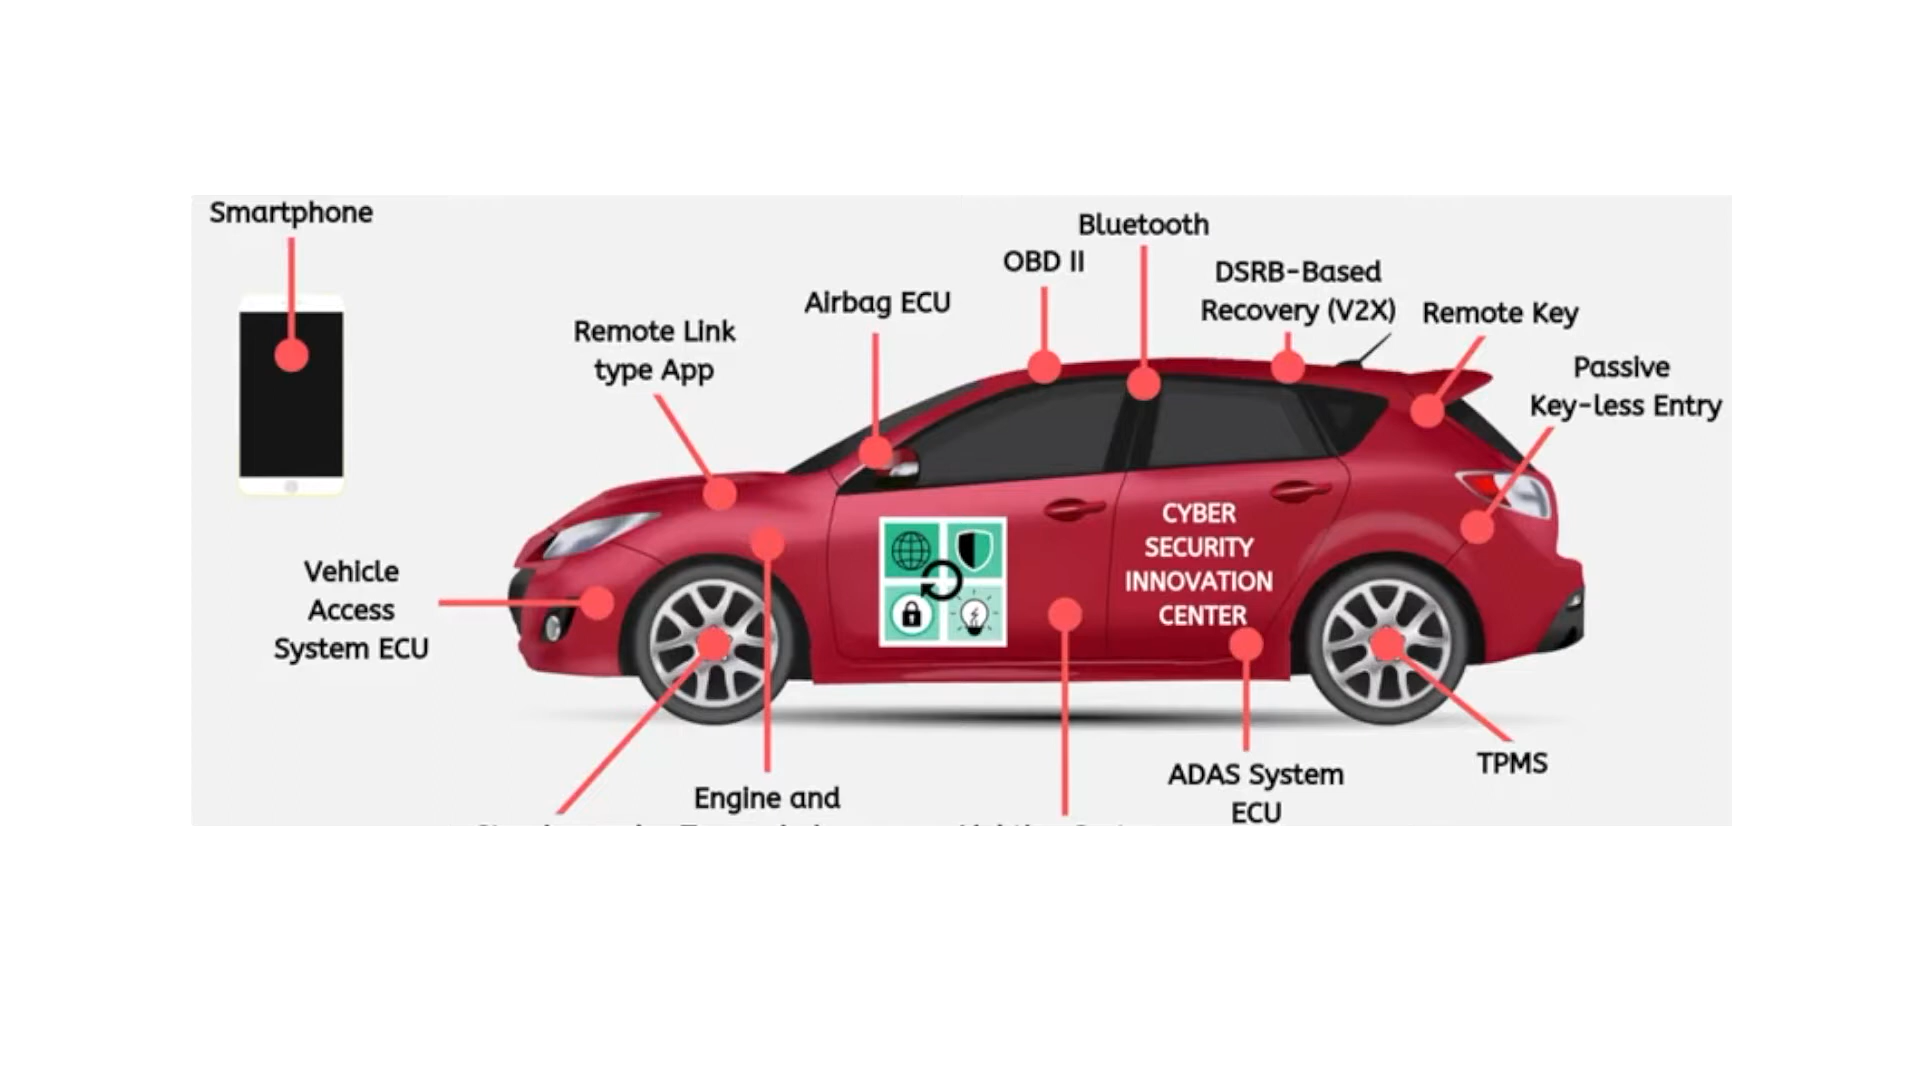 Smartphone
Bluetooth
OBD II
DSRB-Based
Recovery (V2X)
Airbag ECU
Remote Key
Remote Link
type App
Passive
Key-less Entry
CYBER
SECURITY
INNOVATION
CENTER
Vehicle
Access
System ECU
Engine and
ADAS System
ECU
TPMS